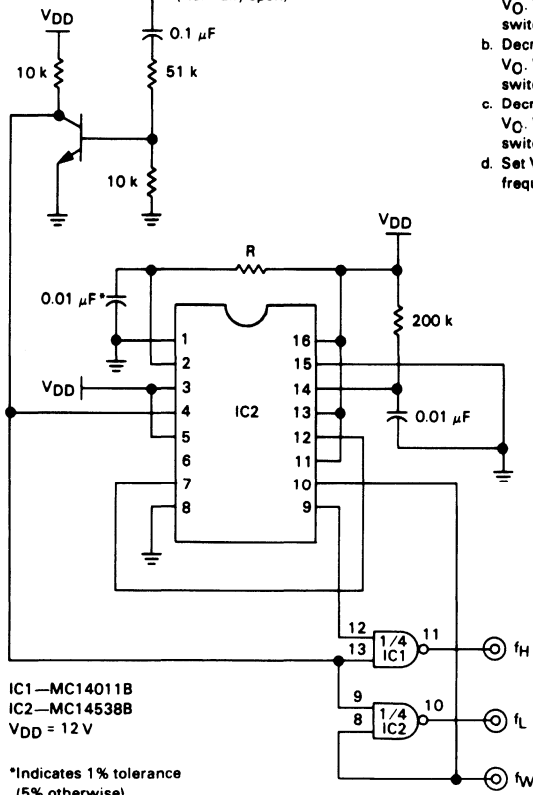 VDD
0.1 µF
10 k
51 k
10 k
VO.
switc
b. Decr
VO.
switc
c. Decr
VO.
switc
d. Set V
frequ
VDD
R
0.01 µF*
200 k
1
16
2
15
VDD
3
14
4
IC2
13
0.01 µF
5
12
6
11
7
10
8
9
12
1/4
11
13
IC1
fH
IC1—MC14011B
IC2—MC14538B
VDD = 12 V
9
1/4
10
8
IC2
fL
*Indicates 1% tolerance
(5% otherwise)
fW